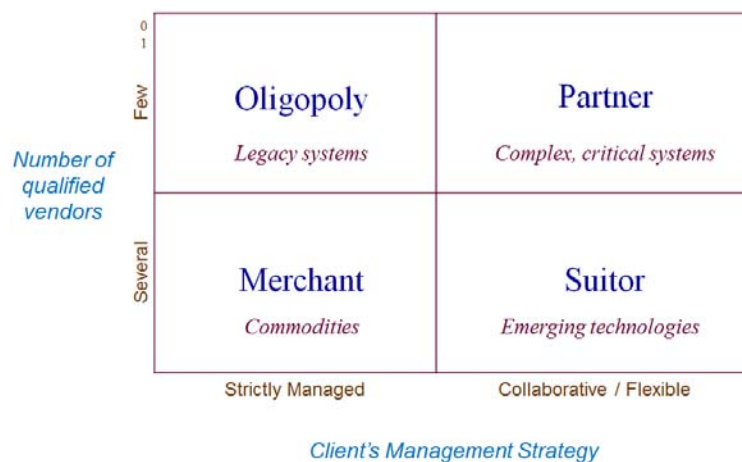 0
1
Few
Oligopoly
Partner
Legacy systems
Complex, critical systems
Number of
qualified
vendors
Several
Merchant
Suitor
Commodities
Emerging technologies
Strictly Managed
Collaborative / Flexible
Client's Management Strategy